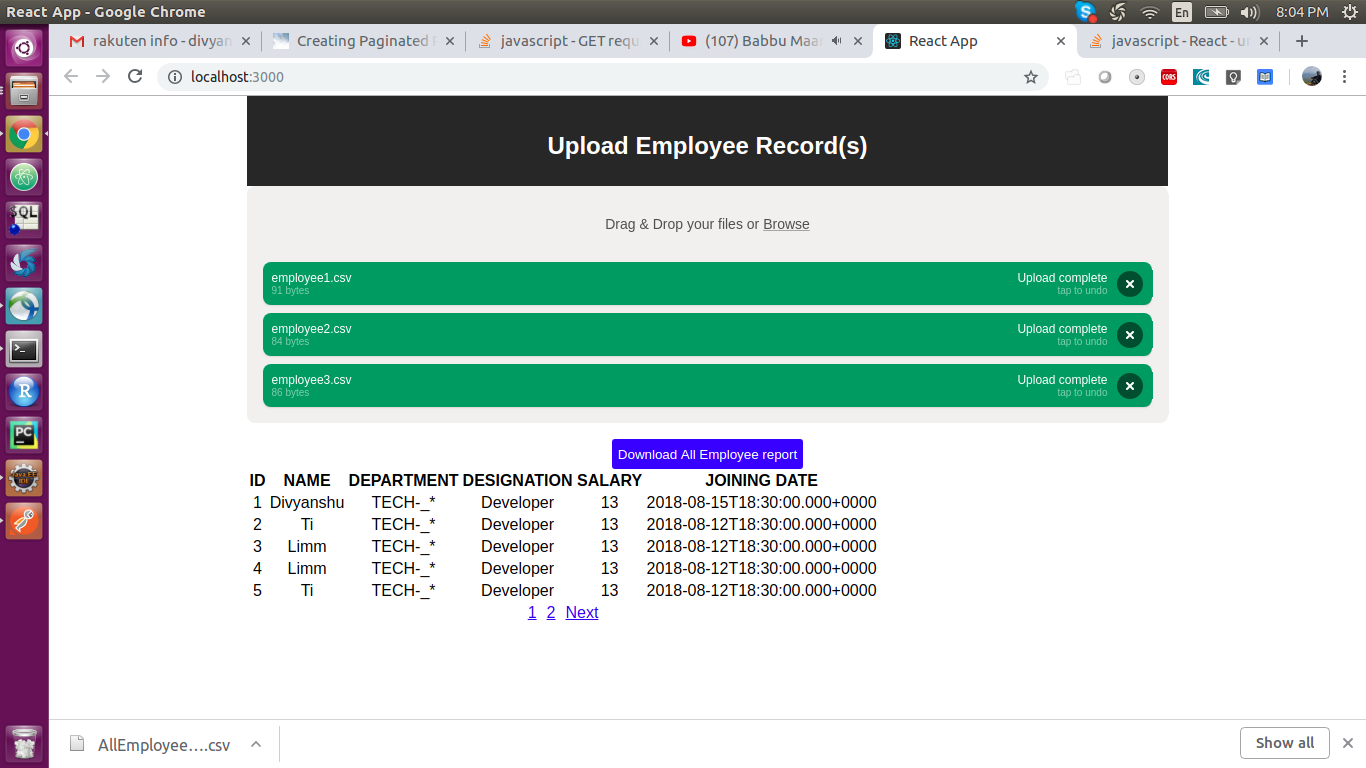 React App - Google Chrome
En
8:04 PM
rakuten info - divyan
Creating Paginated
javascript - GET requ
(107) Babbu Maa
React App
javascript - React - u
localhost:3000
CORS
Upload Employee Record(s)
Drag & Drop your files or Browse
employee1.csv Upload complete
91 bytes tap to undo
employee2.csv Upload complete
84 bytes tap to undo
employee3.csv Upload complete
86 bytes tap to undo
Download All Employee report
ID NAME DEPARTMENT DESIGNATION SALARY JOINING DATE
1 Divyanshu TECH-_* Developer 13 2018-08-15T18:30:00.000+0000
2 Ti TECH-_* Developer 13 2018-08-12T18:30:00.000+0000
3 Limm TECH-_* Developer 13 2018-08-12T18:30:00.000+0000
4 Limm TECH-_* Developer 13 2018-08-12T18:30:00.000+0000
5 Ti TECH-_* Developer 13 2018-08-12T18:30:00.000+0000
1 2 Next
SQL
R
PC
Java EE
IDE
AllEmployee....csv
Show all